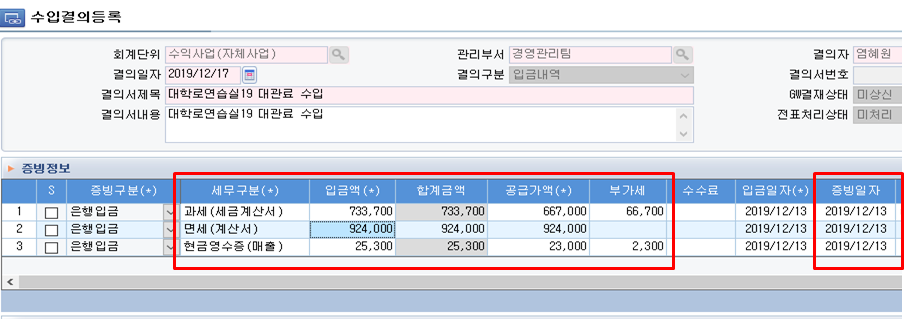 수입결의등록
회계단위 수익사업(자체사업) 관리부서 경영관리팀 결의자 염혜원
결의일자 2019/12/17 결의구분 입금내역 결의서번호
결의서제목 대학로연습실19 대관료 수입 GW결재상태 미상신
결의서내용 대학로연습실19 대관료 수입 전표처리상태 미처리
증빙정보
S 증빙구분(*) 세무구분(*) 입금액(*) 합계금액 공급가액(*) 부가세 수수료 입금일자(*) 증빙일자
1 은행입금 과세(세금계산서) 733,700 733,700 667,000 66,700 2019/12/13 2019/12/13
2 은행입금 면세(계산서) 924,000 924,000 924,000 2019/12/13 2019/12/13
3 은행입금 현금영수증(매출) 25,300 25,300 23,000 2,300 2019/12/13 2019/12/13